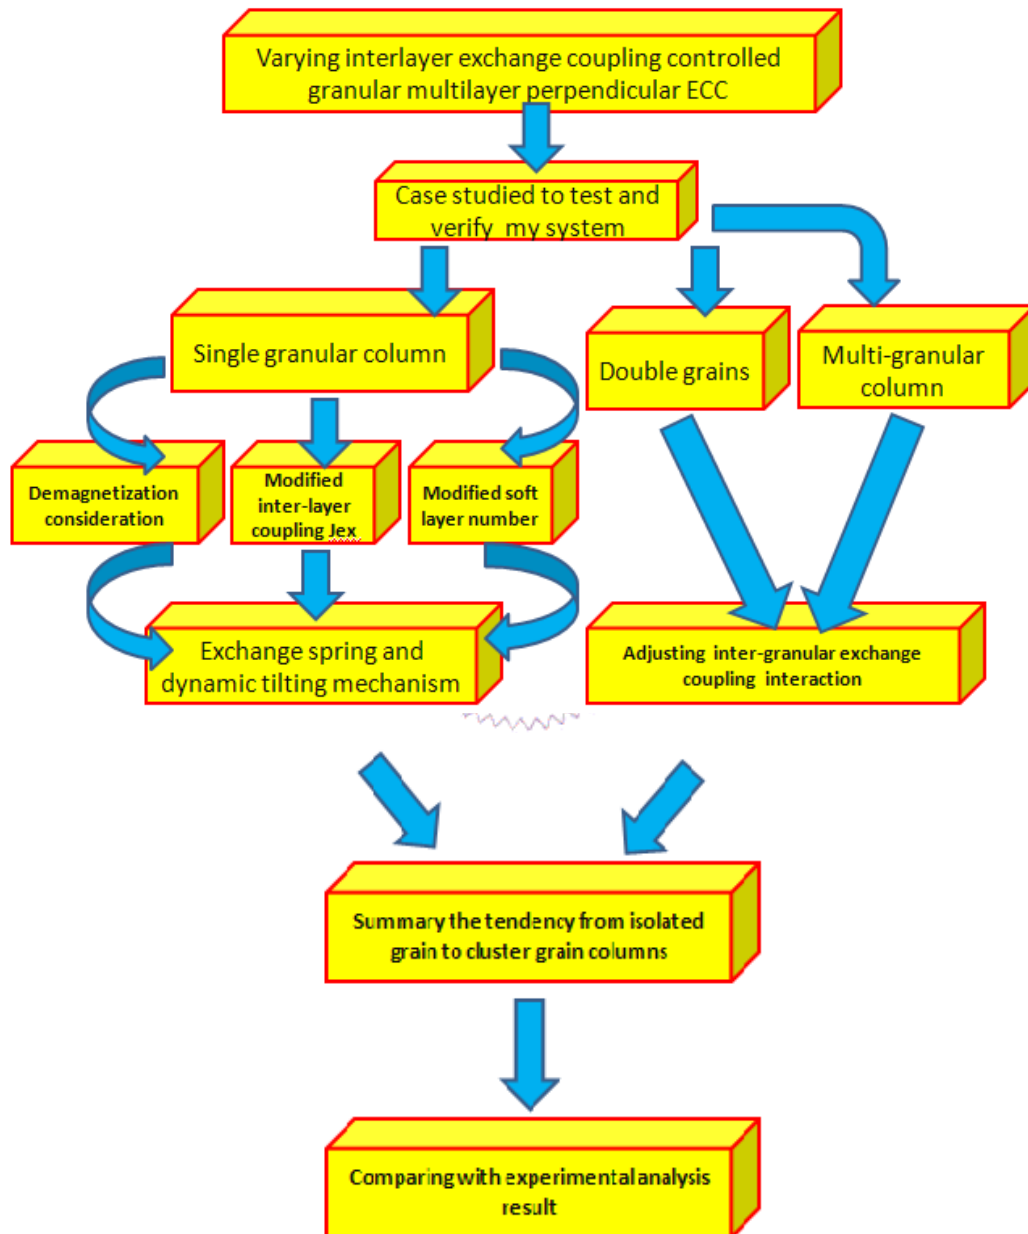 Varying interlayer exchange coupling controlled
granular multilayer perpendicular ECC
Case studied to test and
verify my system
Single granular column
Double grains
Multi-granular
column
Demagnetization
consideration
Modified
inter-layer
coupling Jex
Modified soft
layer number
Exchange spring and
dynamic tilting mechanism
Adjusting inter-granular exchange
coupling interaction
Summary the tendency from isolated
grain to cluster grain columns
Comparing with experimental analysis
result